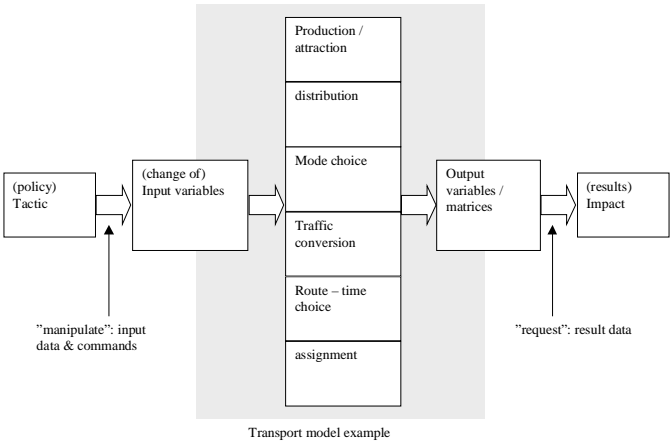 Production /
attraction
distribution
Mode choice
Traffic
conversion
Route – time
choice
assignment
(policy)
Tactic
(change of)
Input variables
Output
variables /
matrices
(results)
Impact
”manipulate”: input
data & commands
”request”: result data
Transport model example